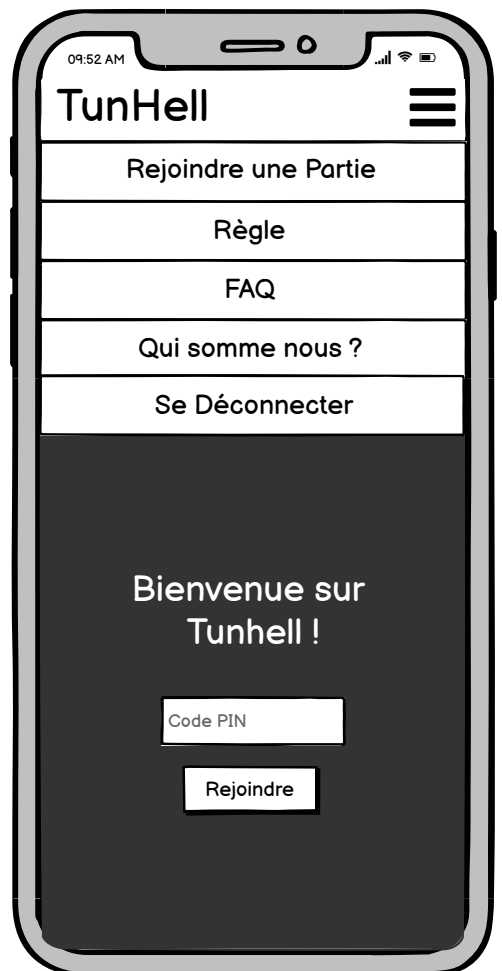 09:52 AM
TunHell
Rejoindre une Partie
Règle
FAQ
Qui somme nous ?
Se Déconnecter
Bienvenue sur
Tunhell !
Code PIN
Rejoindre